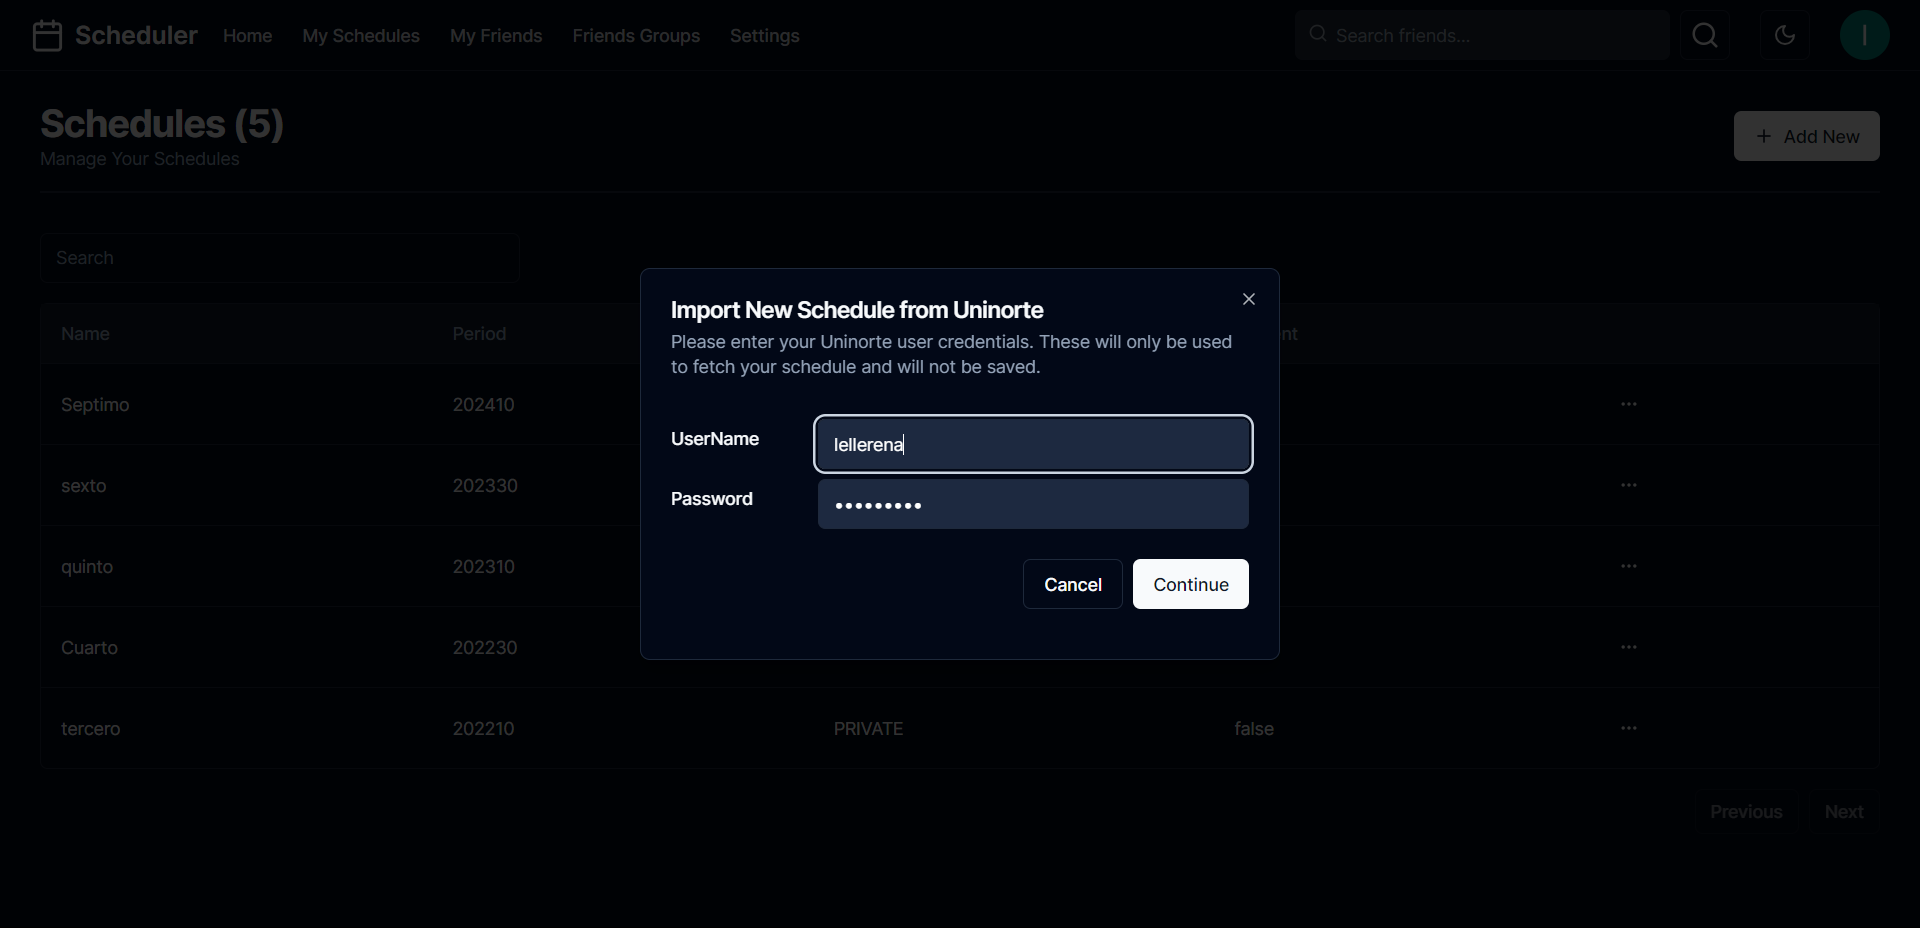 Scheduler Home My Schedules My Friends Friends Groups Settings Search friends... I
Schedules (5)
Manage Your Schedules
Add New
Search
Import New Schedule from Uninorte
Please enter your Uninorte user credentials. These will only be used
to fetch your schedule and will not be saved.
Name Period nt
Septimo 202410 ...
UserName lellerena
sexto 202330 ...
Password •••••••••
quinto 202310 ...
Cancel Continue
Cuarto 202230 ...
tercero 202210 PRIVATE false ...
Previous Next